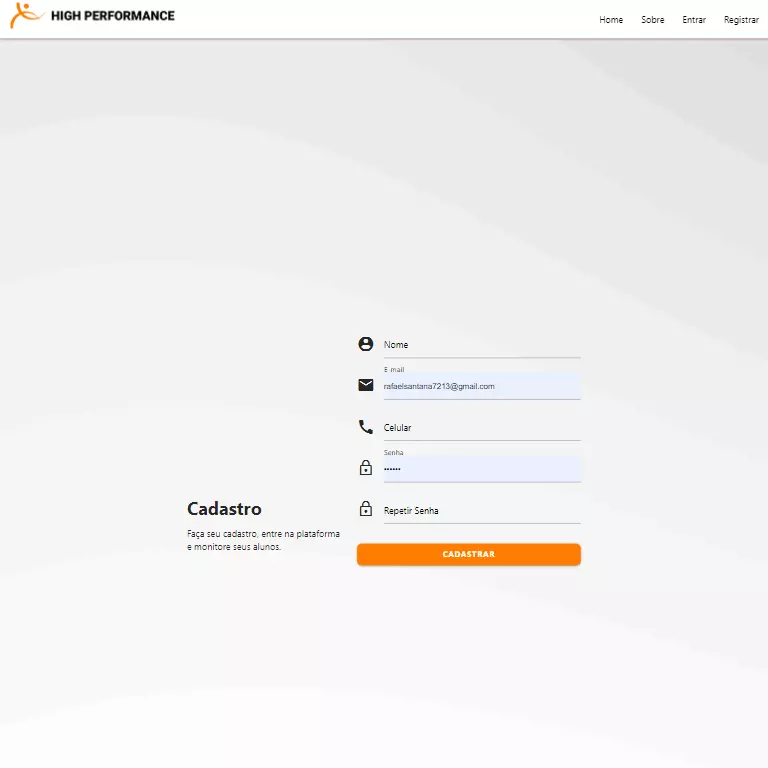 HIGH PERFORMANCE
Home Sobre Entrar Registrar
Nome
E-mail
rafaelsantana7213@gmail.com
Celular
Senha
••••••
Repetir Senha
Cadastro
Faça seu cadastro, entre na plataforma
e monitore seus alunos.
CADASTRAR